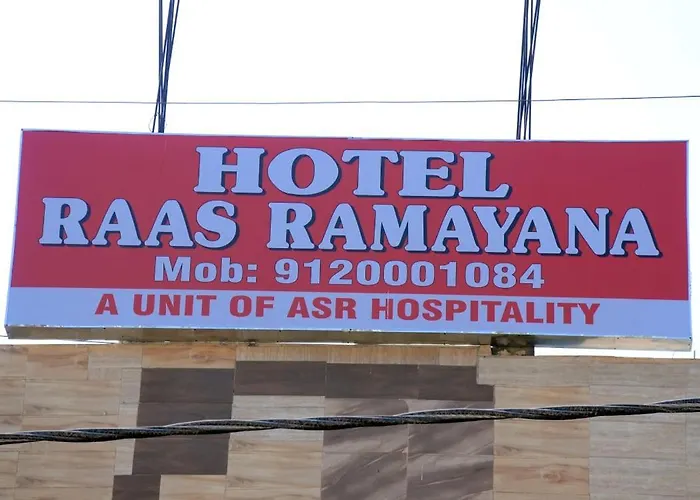 HOTEL
RAAS RAMAYANA
Mob: 9120001084
A UNIT OF ASR HOSPITALITY